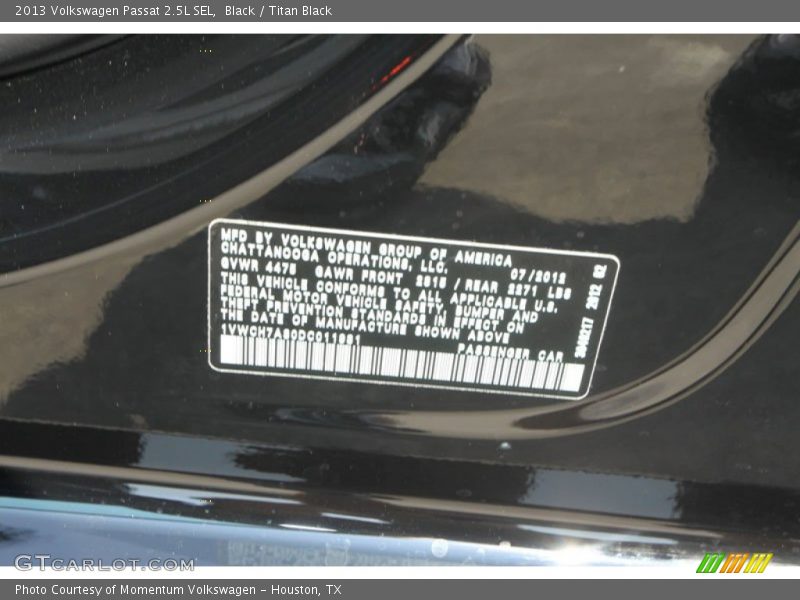 2013 Volkswagen Passat 2.5L SEL, Black / Titan Black
MFD BY VOLKSWAGEN GROUP OF AMERICA
CHATTANOOGA OPERATIONS, LLC. 07/2012
GVWR 4475 GAWR FRONT / REAR 2271 LBS
THIS VEHICLE CONFORMS TO ALL APPLICABLE U.S.
FEDERAL MOTOR VEHICLE SAFETY, BUMPER AND
THEFT PREVENTION STANDARDS IN EFFECT ON
THE DATE OF MANUFACTURE SHOWN ABOVE
PASSENGER CAR
GTCARLOT.COM
Photo Courtesy of Momentum Volkswagen - Houston, TX